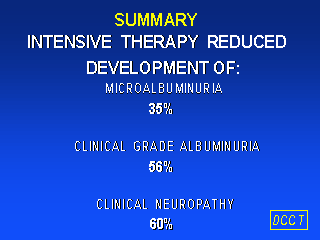 SUMMARY
INTENSIVE THERAPY REDUCED
DEVELOPMENT OF:
MICROALBUMINURIA
35%
CLINICAL GRADE ALBUMINURIA
56%
CLINICAL NEUROPATHY
60%
DCCT